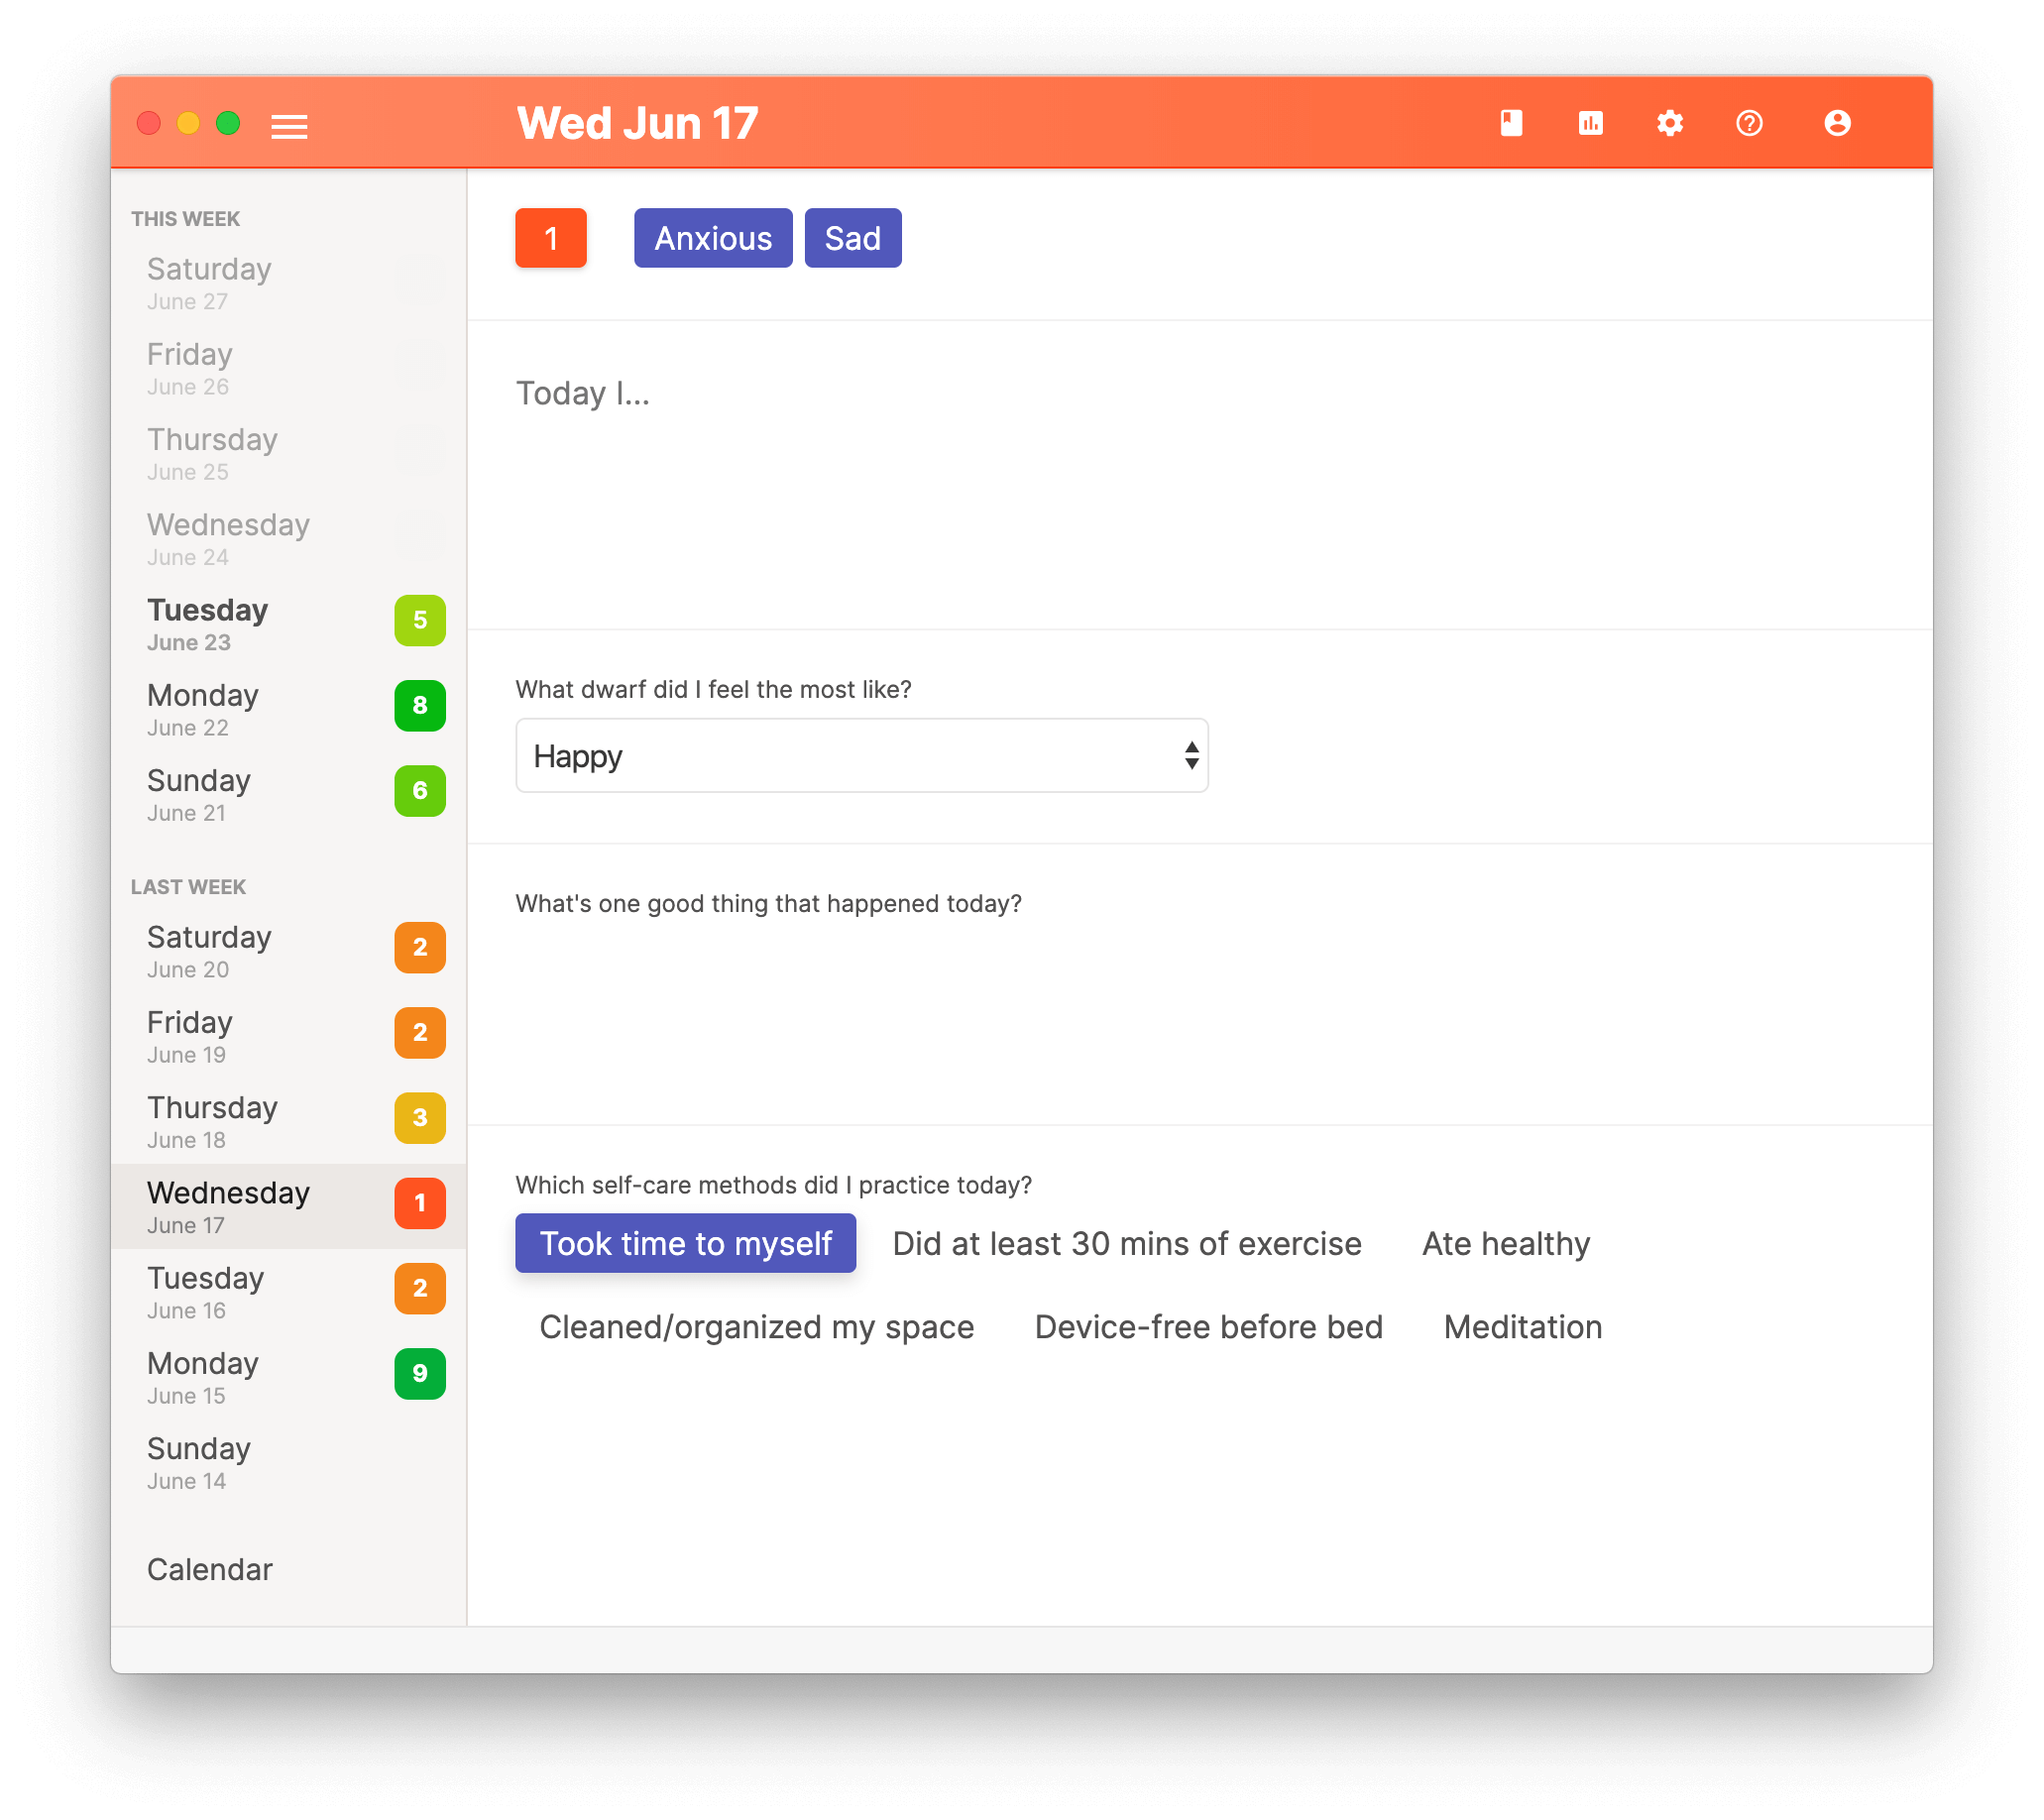 Wed Jun 17
THIS WEEK
Saturday
June 27
Friday
June 26
Thursday
June 25
Wednesday
June 24
Tuesday
June 23
5
Monday
June 22
8
Sunday
June 21
6
LAST WEEK
Saturday
June 20
2
Friday
June 19
2
Thursday
June 18
3
Wednesday
June 17
1
Tuesday
June 16
2
Monday
June 15
9
Sunday
June 14
Calendar
1 Anxious Sad
Today I...
What dwarf did I feel the most like?
Happy
What's one good thing that happened today?
Which self-care methods did I practice today?
Took time to myself Did at least 30 mins of exercise Ate healthy
Cleaned/organized my space Device-free before bed Meditation